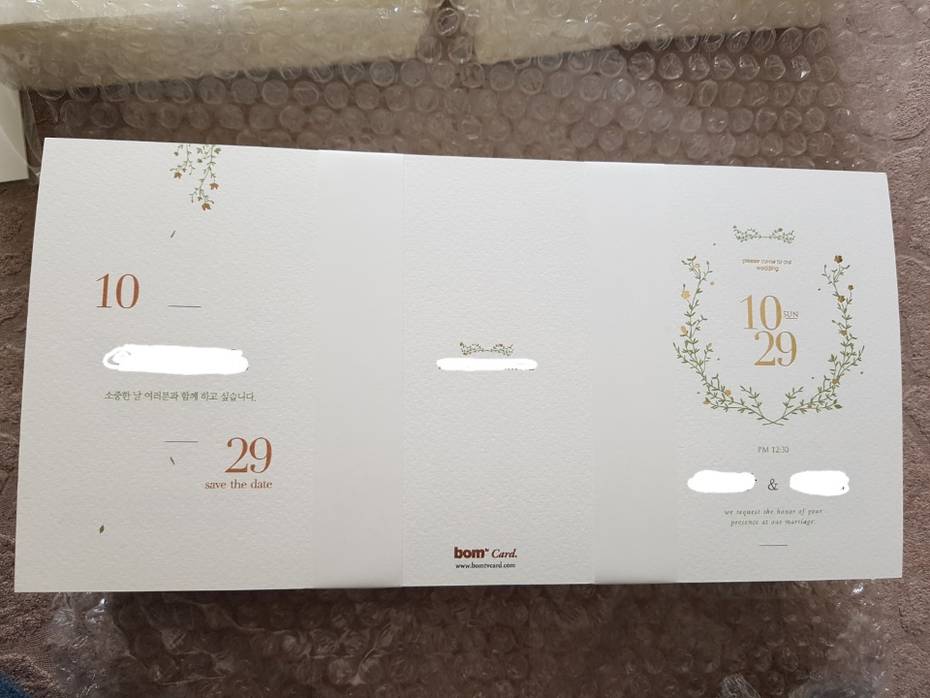 10
소중한 날 여러분과 함께 하고 싶습니다.
29
save the date
bom Card.
www.bomtvcard.com
please come to our
wedding
10 SUN
29
PM 12:30
&
we request the honor of your
presence at our marriage.